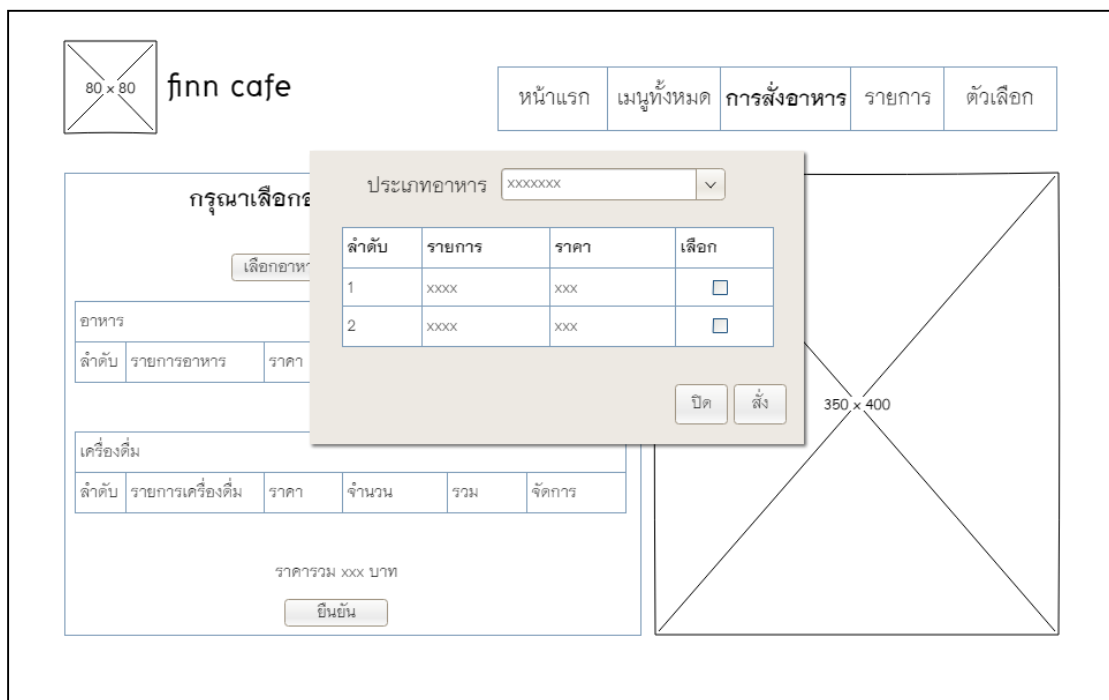 80 x 80
finn cafe
หน้าแรก เมนูทั้งหมด การสั่งอาหาร รายการ ตัวเลือก
ประเภทอาหาร xxxxxxx
ลำดับ รายการ ราคา เลือก
1 xxxx xxx
2 xxxx xxx
ปิด สั่ง
กรุณาเลือกอ
เลือกอาหา
อาหาร
ลำดับ รายการอาหาร ราคา
เครื่องดื่ม
ลำดับ รายการเครื่องดื่ม ราคา จำนวน รวม จัดการ
ราคารวม xxx บาท
ยืนยัน
350 x 400